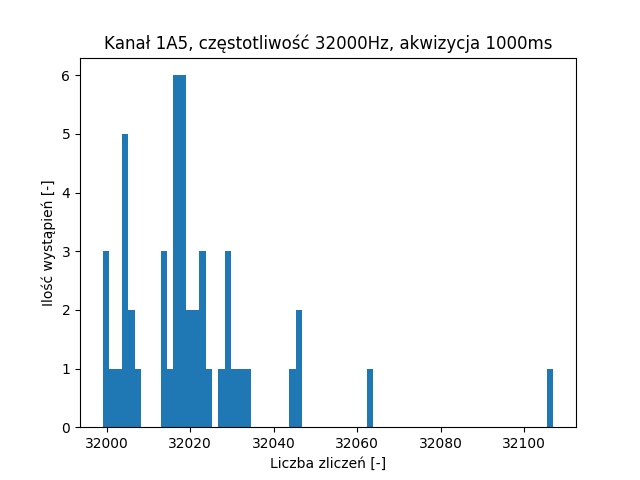 Kanał 1A5, częstotliwość 32000Hz, akwizycja 1000ms
6
5
4
3
2
1
0
Ilość wystąpień [-]
32000 32020 32040 32060 32080 32100
Liczba zliczeń [-]